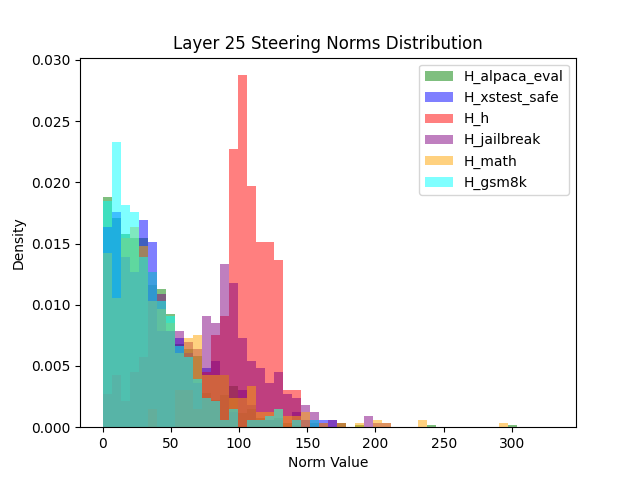 Layer 25 Steering Norms Distribution
Density
0.030
0.025
0.020
0.015
0.010
0.005
0.000
H_alpaca_eval
H_xstest_safe
H_h
H_jailbreak
H_math
H_gsm8k
0 50 100 150 200 250 300
Norm Value